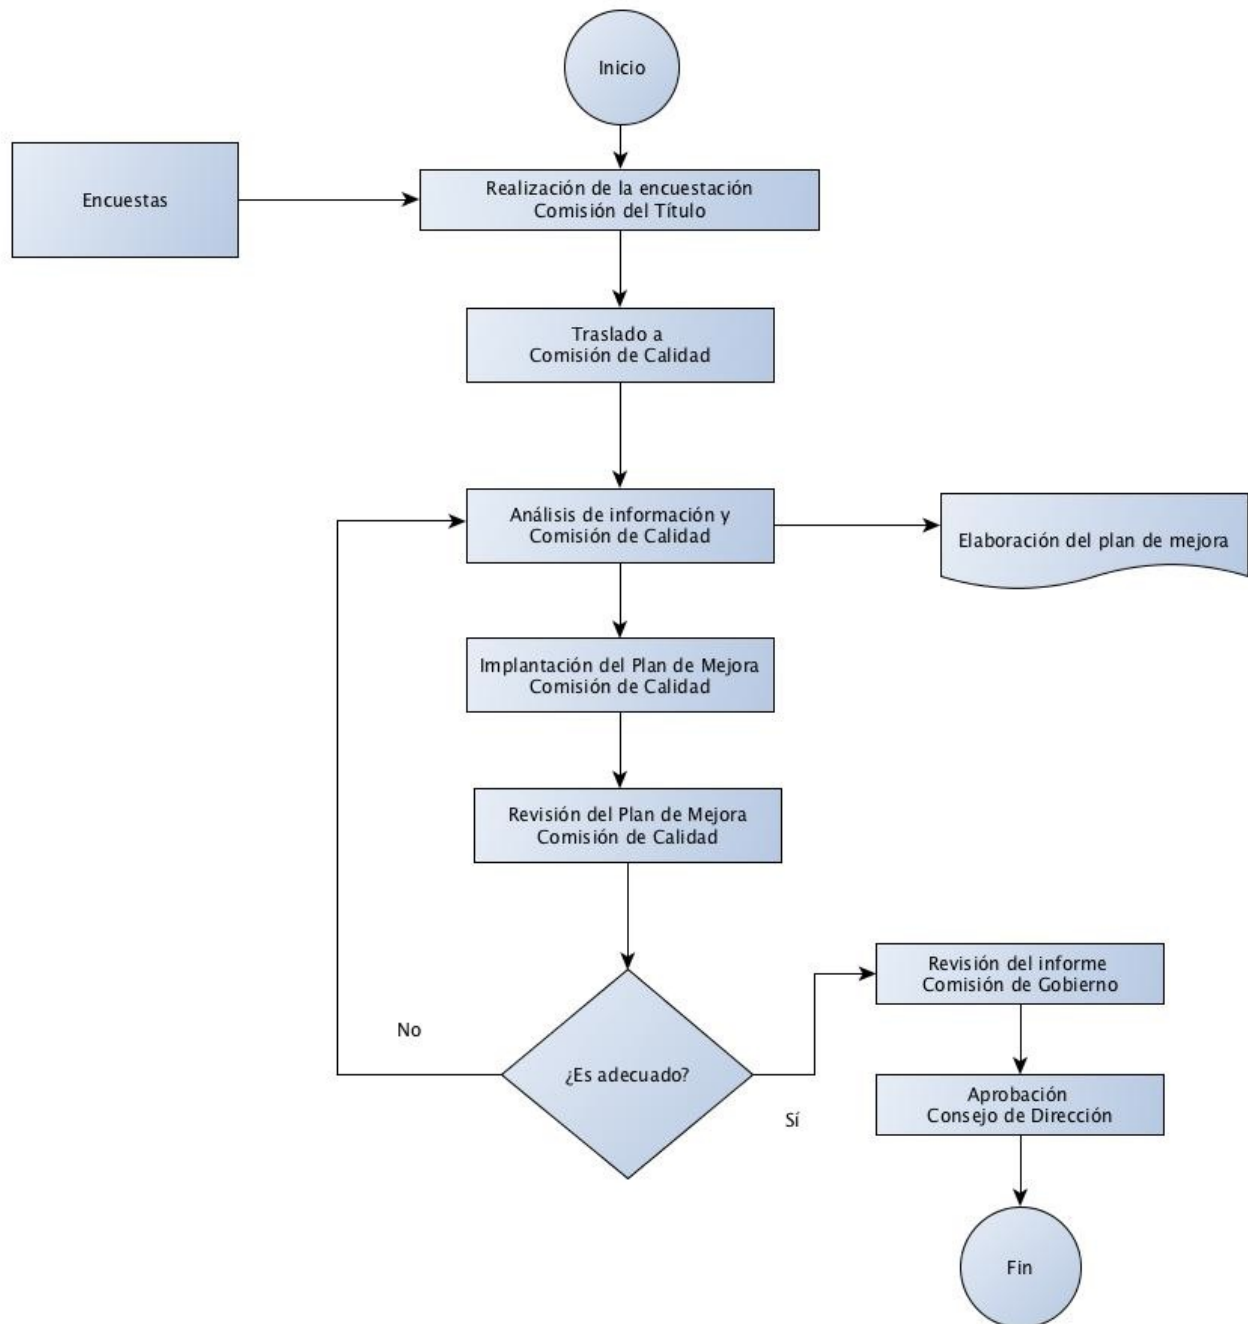 Inicio
Encuestas
Realización de la encuestación
Comisión del Título
Traslado a
Comisión de Calidad
Análisis de información y
Comisión de Calidad
Elaboración del plan de mejora
Implantación del Plan de Mejora
Comisión de Calidad
Revisión del Plan de Mejora
Comisión de Calidad
¿Es adecuado?
No
Sí
Revisión del informe
Comisión de Gobierno
Aprobación
Consejo de Dirección
Fin